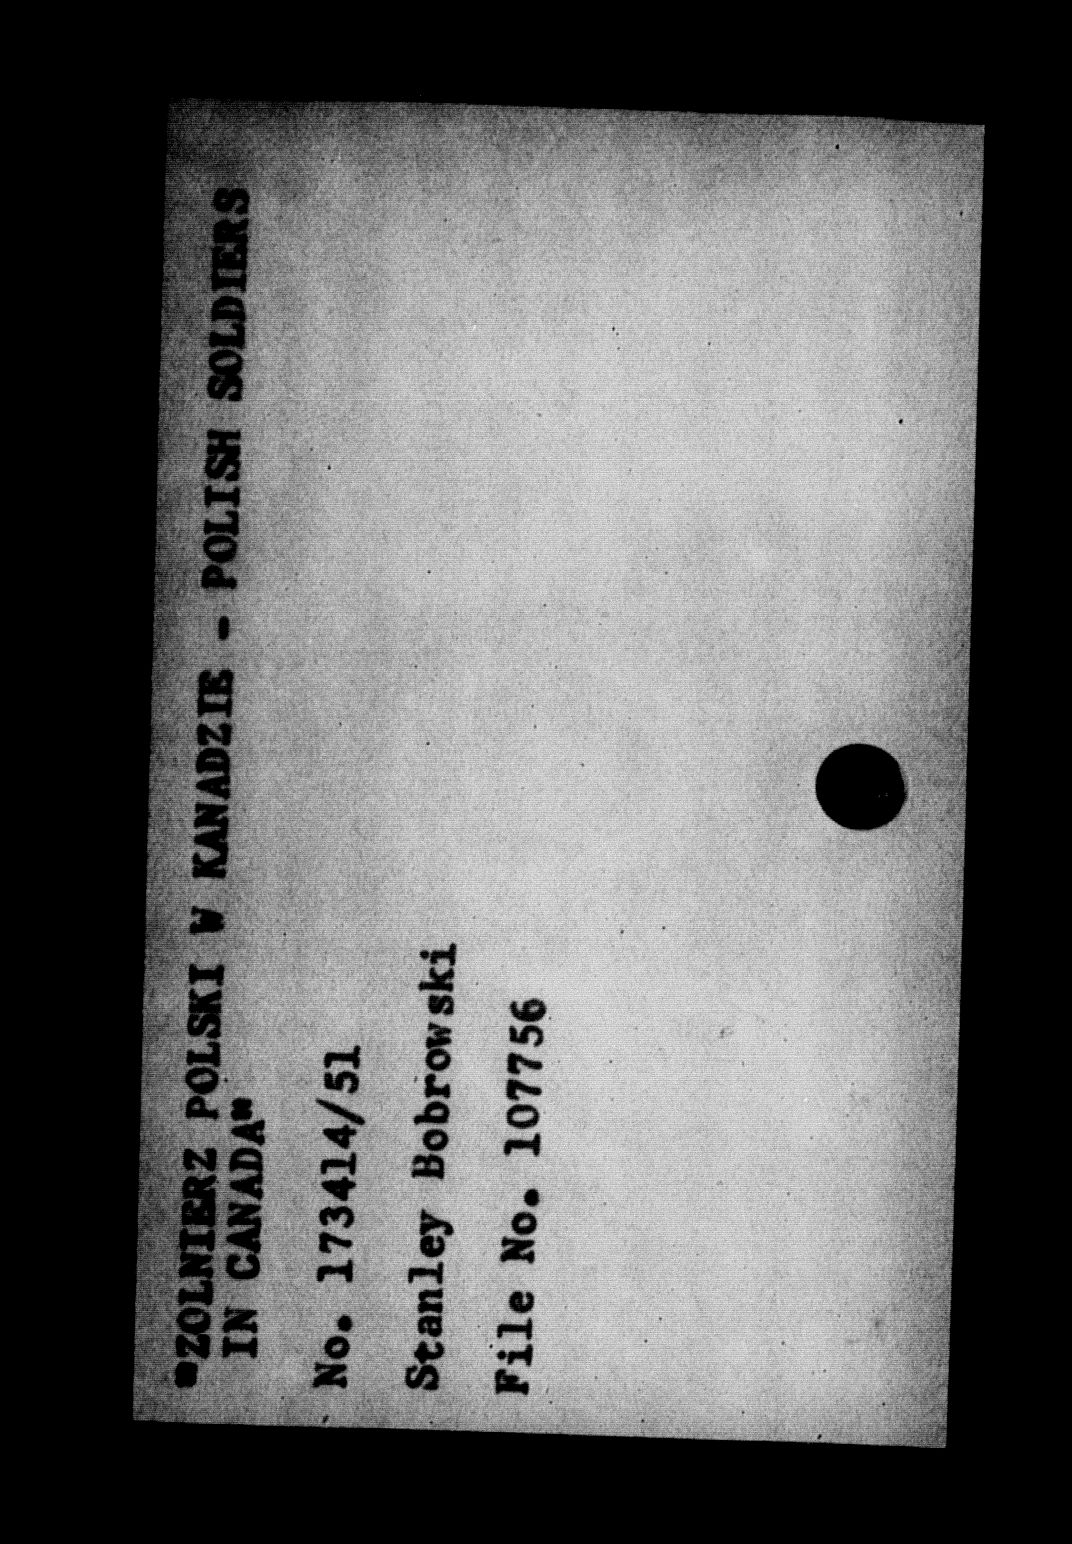 "ZOLNIERZ POLSKI W KANADZIE - POLISH SOLDIERS
IN CANADA"
No. 173414/51
Stanley Bobrowski
File No. 107756